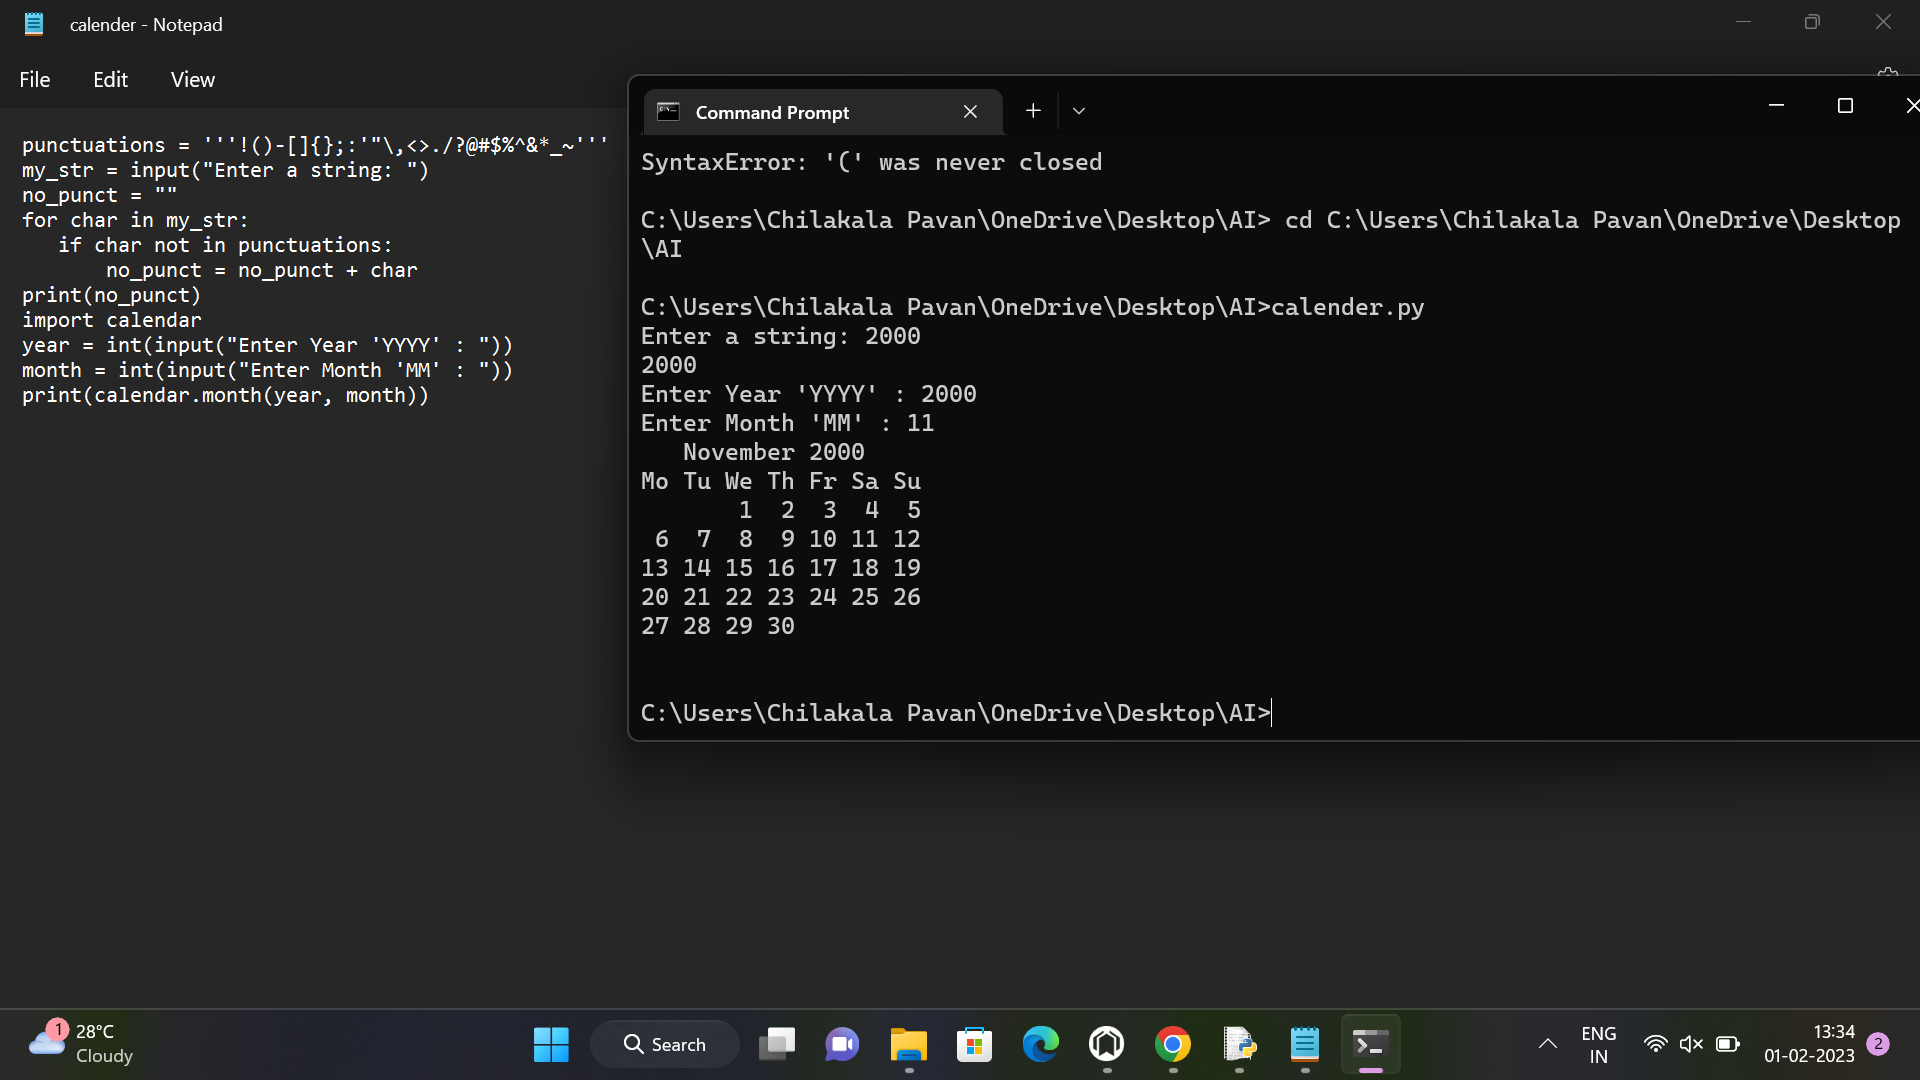 calender - Notepad
File Edit View
punctuations = '''!()-[]{};:'"\,<>./?@#$%^&*_~'''
my_str = input("Enter a string: ")
no_punct = ""
for char in my_str:
   if char not in punctuations:
       no_punct = no_punct + char
print(no_punct)
import calendar
year = int(input("Enter Year 'YYYY' : "))
month = int(input("Enter Month 'MM' : "))
print(calendar.month(year, month))
Command Prompt
SyntaxError: '(' was never closed
C:\Users\Chilakala Pavan\OneDrive\Desktop\AI> cd C:\Users\Chilakala Pavan\OneDrive\Desktop
\AI
C:\Users\Chilakala Pavan\OneDrive\Desktop\AI>calender.py
Enter a string: 2000
2000
Enter Year 'YYYY' : 2000
Enter Month 'MM' : 11
   November 2000
Mo Tu We Th Fr Sa Su
       1  2  3  4  5
 6  7  8  9 10 11 12
13 14 15 16 17 18 19
20 21 22 23 24 25 26
27 28 29 30
C:\Users\Chilakala Pavan\OneDrive\Desktop\AI>
1
28°C
Cloudy
Search
ENG
IN
13:34
01-02-2023
2